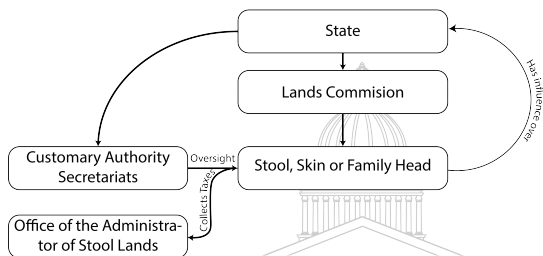 State
Lands Commision
Has influence over
Customary Authority
Secretariats
Oversight
Stool, Skin or Family Head
Collects Taxes
Office of the Administra-
tor of Stool Lands